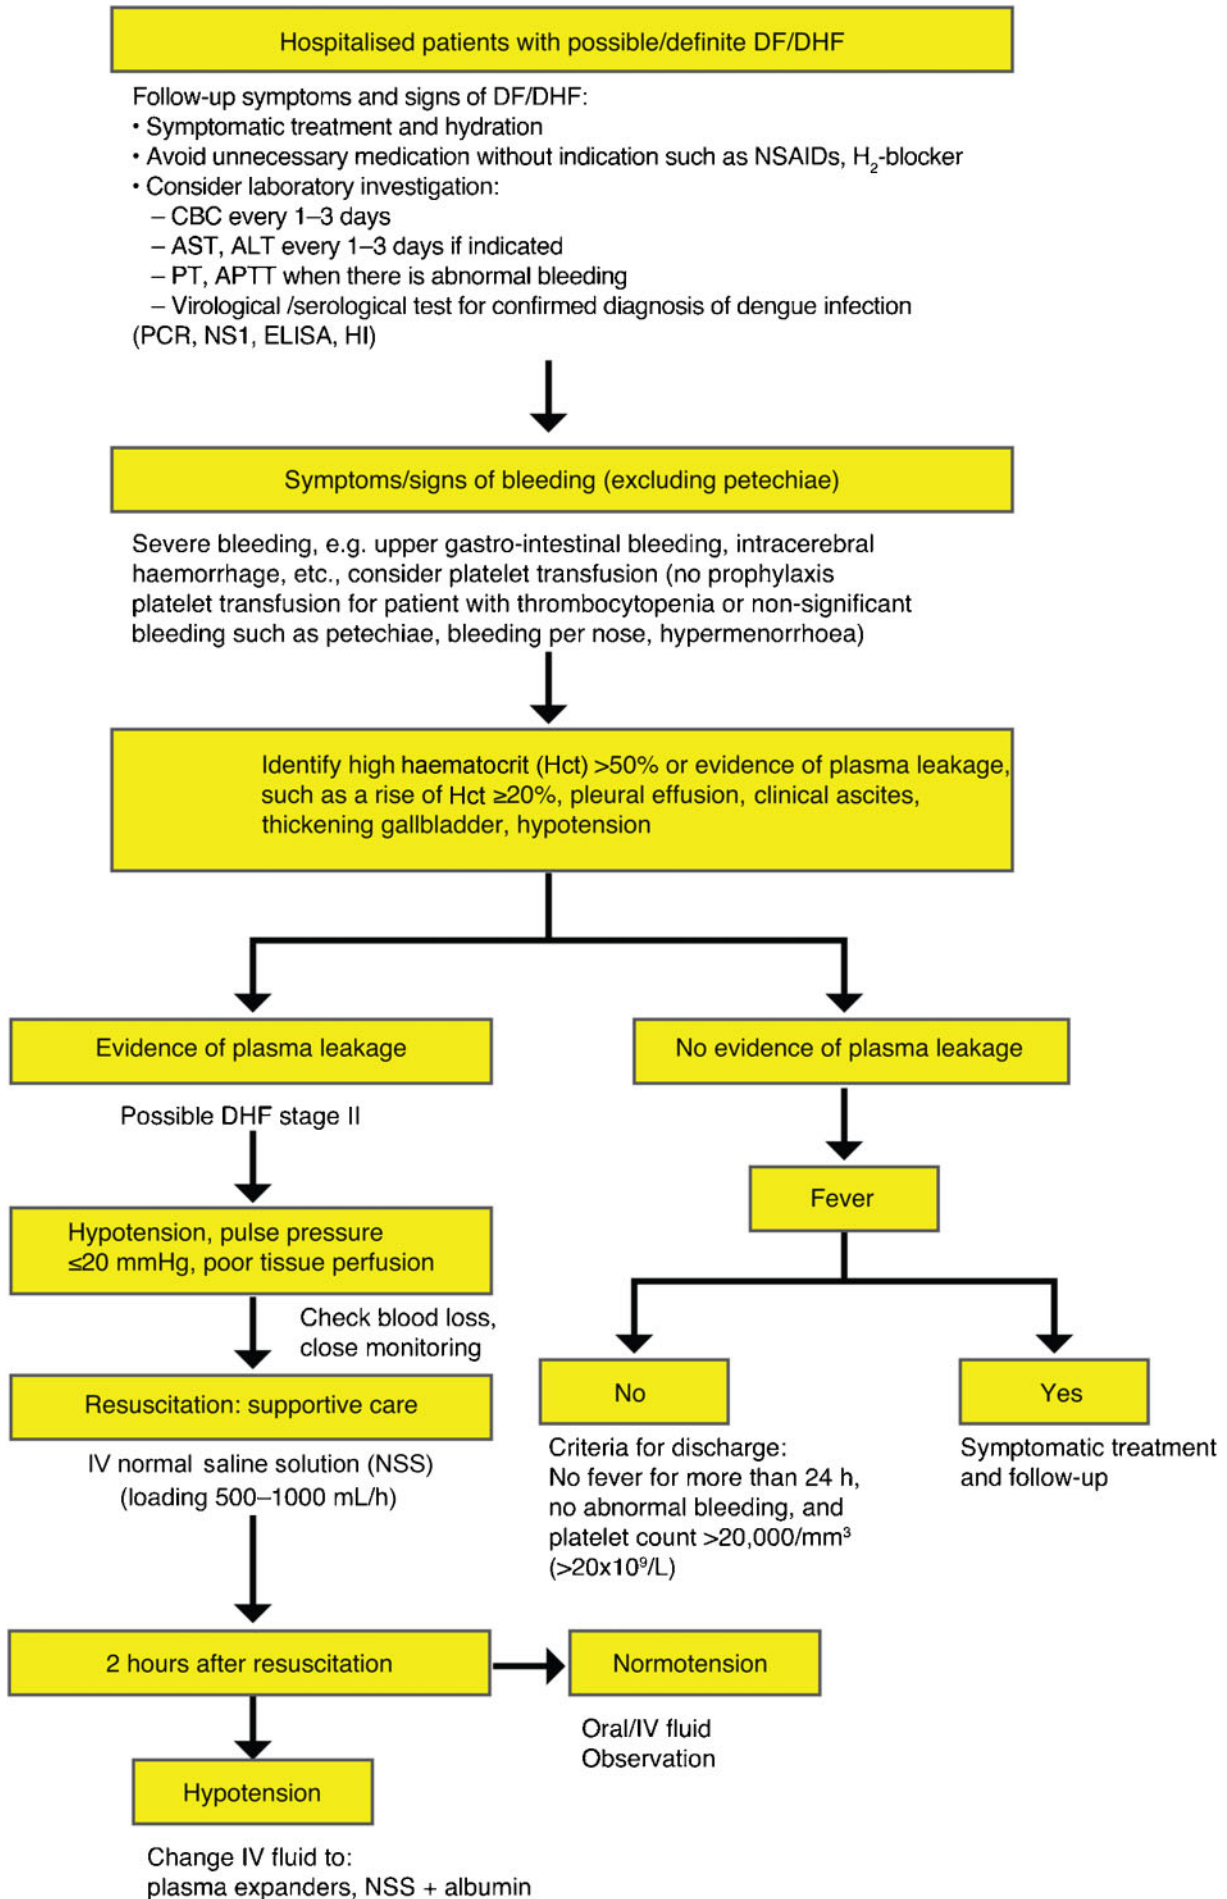 Hospitalised patients with possible/definite DF/DHF
Follow-up symptoms and signs of DF/DHF:
• Symptomatic treatment and hydration
• Avoid unnecessary medication without indication such as NSAIDs, H₂-blocker
• Consider laboratory investigation:
– CBC every 1–3 days
– AST, ALT every 1–3 days if indicated
– PT, APTT when there is abnormal bleeding
– Virological /serological test for confirmed diagnosis of dengue infection
(PCR, NS1, ELISA, HI)
Symptoms/signs of bleeding (excluding petechiae)
Severe bleeding, e.g. upper gastro-intestinal bleeding, intracerebral
haemorrhage, etc., consider platelet transfusion (no prophylaxis
platelet transfusion for patient with thrombocytopenia or non-significant
bleeding such as petechiae, bleeding per nose, hypermenorrhoea)
Identify high haematocrit (Hct) >50% or evidence of plasma leakage,
such as a rise of Hct ≥20%, pleural effusion, clinical ascites,
thickening gallbladder, hypotension
Evidence of plasma leakage
Possible DHF stage II
Hypotension, pulse pressure
≤20 mmHg, poor tissue perfusion
Check blood loss,
close monitoring
Resuscitation: supportive care
IV normal saline solution (NSS)
(loading 500–1000 mL/h)
2 hours after resuscitation
Normotension
Oral/IV fluid
Observation
Hypotension
Change IV fluid to:
plasma expanders, NSS + albumin
No evidence of plasma leakage
Fever
No
Criteria for discharge:
No fever for more than 24 h,
no abnormal bleeding, and
platelet count >20,000/mm³
(>20x10⁹/L)
Yes
Symptomatic treatment
and follow-up